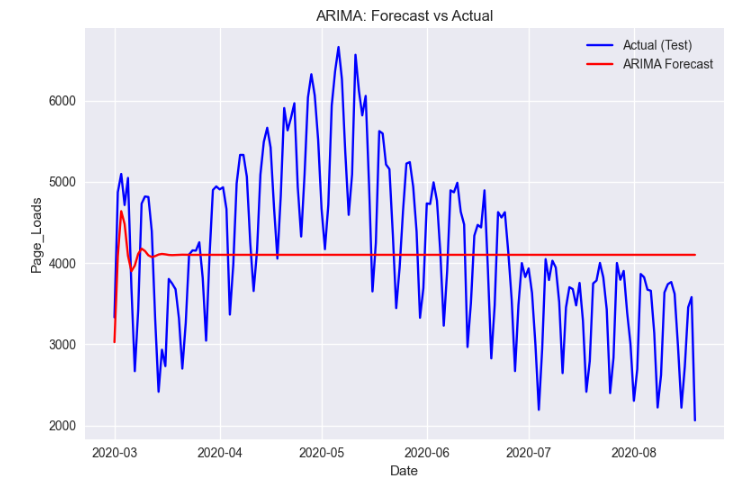 ARIMA: Forecast vs Actual
Actual (Test)
ARIMA Forecast
6000
5000
4000
3000
2000
Page_Loads
2020-03 2020-04 2020-05 2020-06 2020-07 2020-08
Date